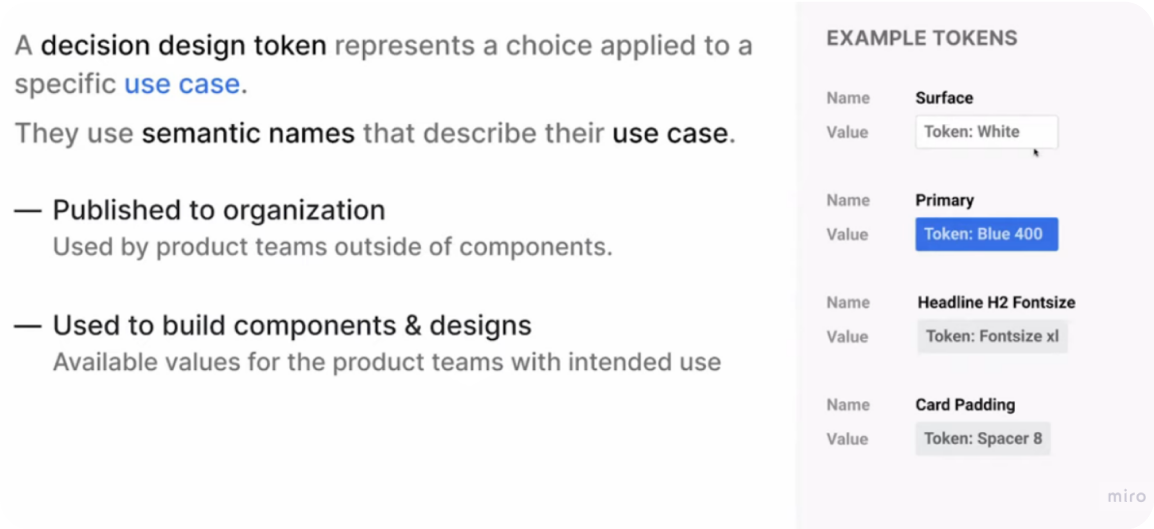 A decision design token represents a choice applied to a
specific use case.
They use semantic names that describe their use case.
— Published to organization
Used by product teams outside of components.
— Used to build components & designs
Available values for the product teams with intended use
EXAMPLE TOKENS
Name Surface
Value Token: White
Name Primary
Value Token: Blue 400
Name Headline H2 Fontsize
Value Token: Fontsize xl
Name Card Padding
Value Token: Spacer 8
miro